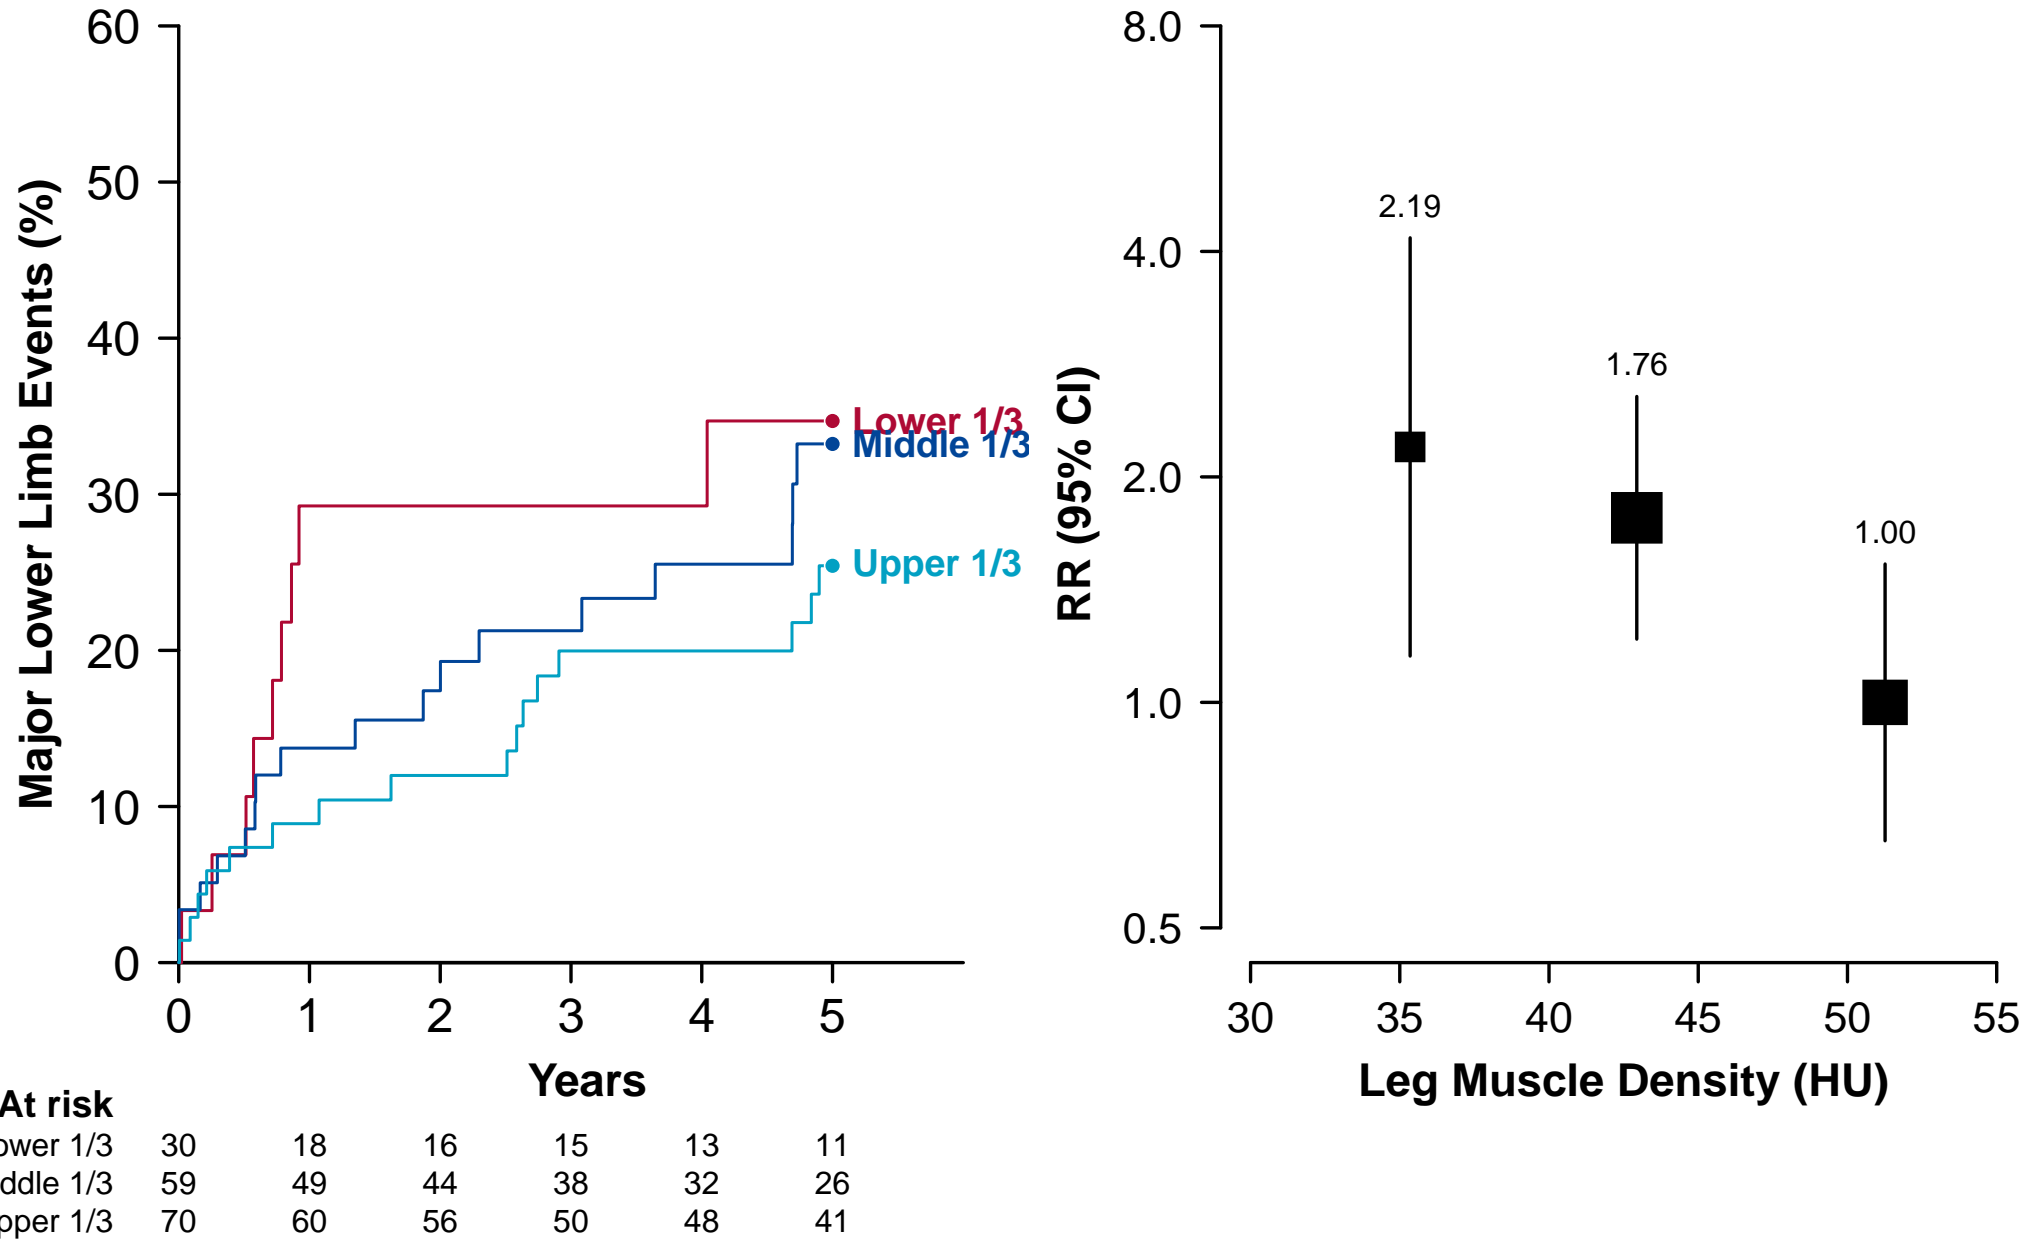 Major Lower Limb Events (%)
60
50
40
30
20
10
0
Lower 1/3
Middle 1/3
Upper 1/3
0 1 2 3 4 5
Years
At risk
ower 1/3 30 18 16 15 13 11
ddle 1/3 59 49 44 38 32 26
pper 1/3 70 60 56 50 48 41
RR (95% CI)
8.0
4.0
2.0
1.0
0.5
2.19
1.76
1.00
30 35 40 45 50 55
Leg Muscle Density (HU)